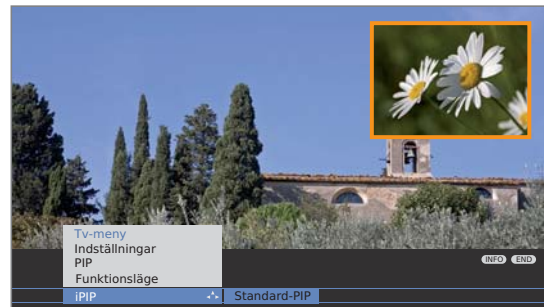 Tv-meny
Indställningar
PIP
Funktionsläge
iPIP Standard-PIP
INFO END